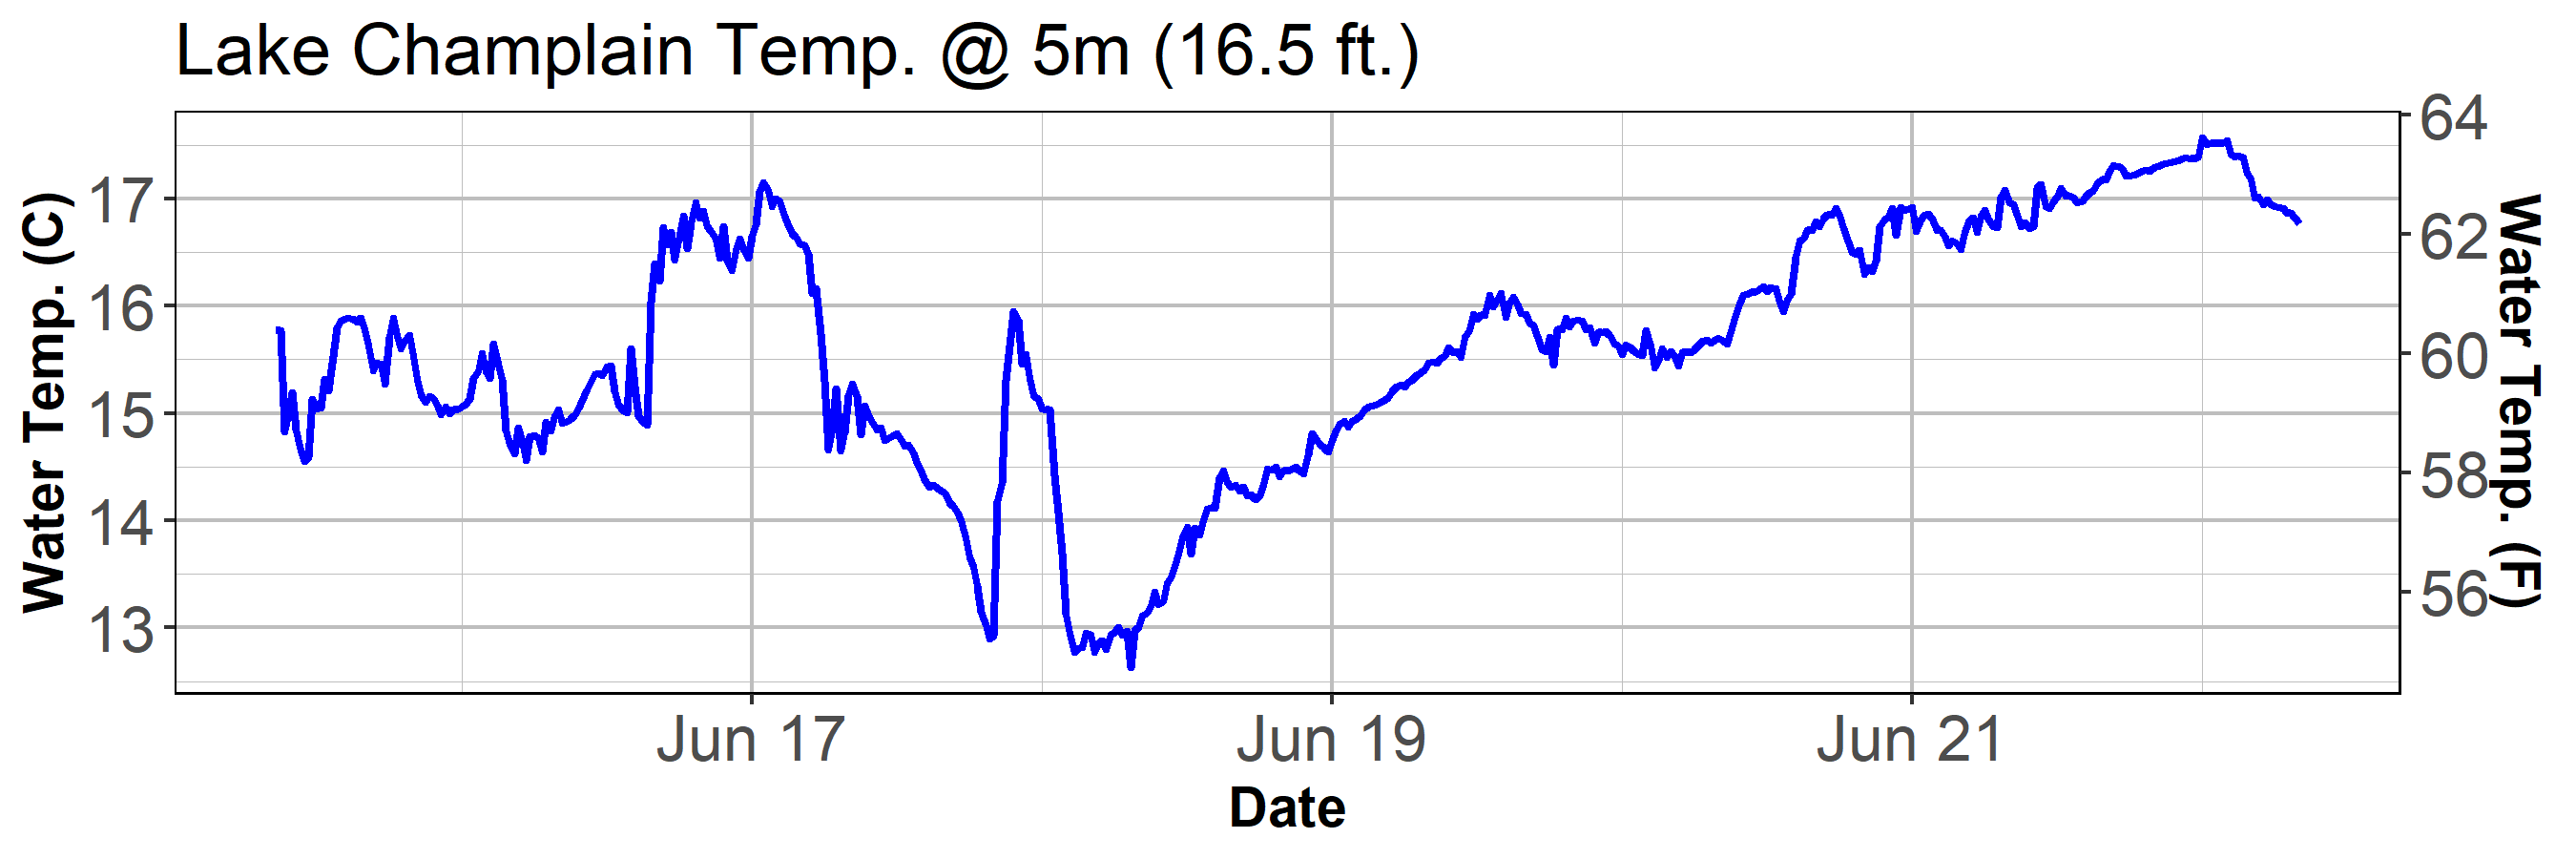 Lake Champlain Temp. @ 5m (16.5 ft.)
Water Temp. (C)
17
16
15
14
13
64
62
60
58
56
Water Temp. (F)
Jun 17
Jun 19
Jun 21
Date